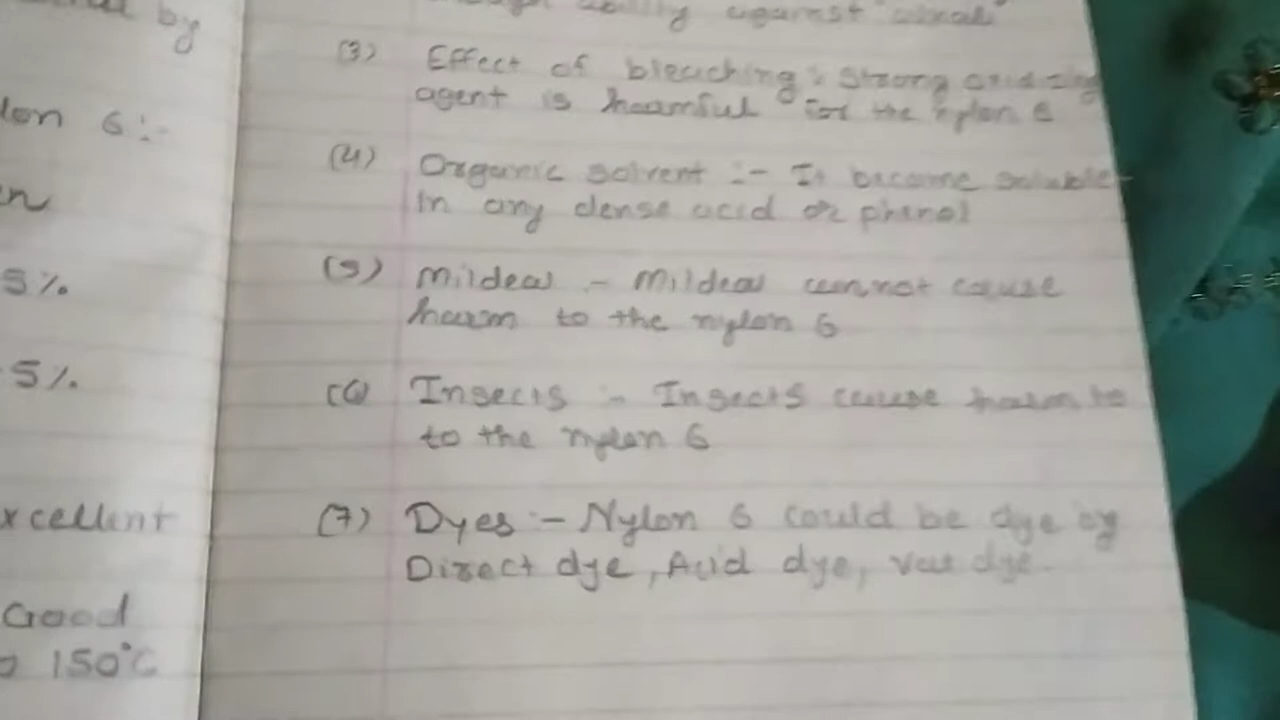 by
lon 6:-
5%.
5%.
xcellent
Good
150°C
ability against
(3) Effect of bleaching : Strong
agent is harmful for the nylon 6
(4) Organic solvent :- It become soluble
in any dense acid or phenol
(5) Mildew - Mildew cannot cause
harm to the nylon 6
(6) Insects :- Insects cause harm to
to the nylon 6
(7) Dyes :- Nylon 6 could be dye by
Direct dye, Acid dye, vat dye.